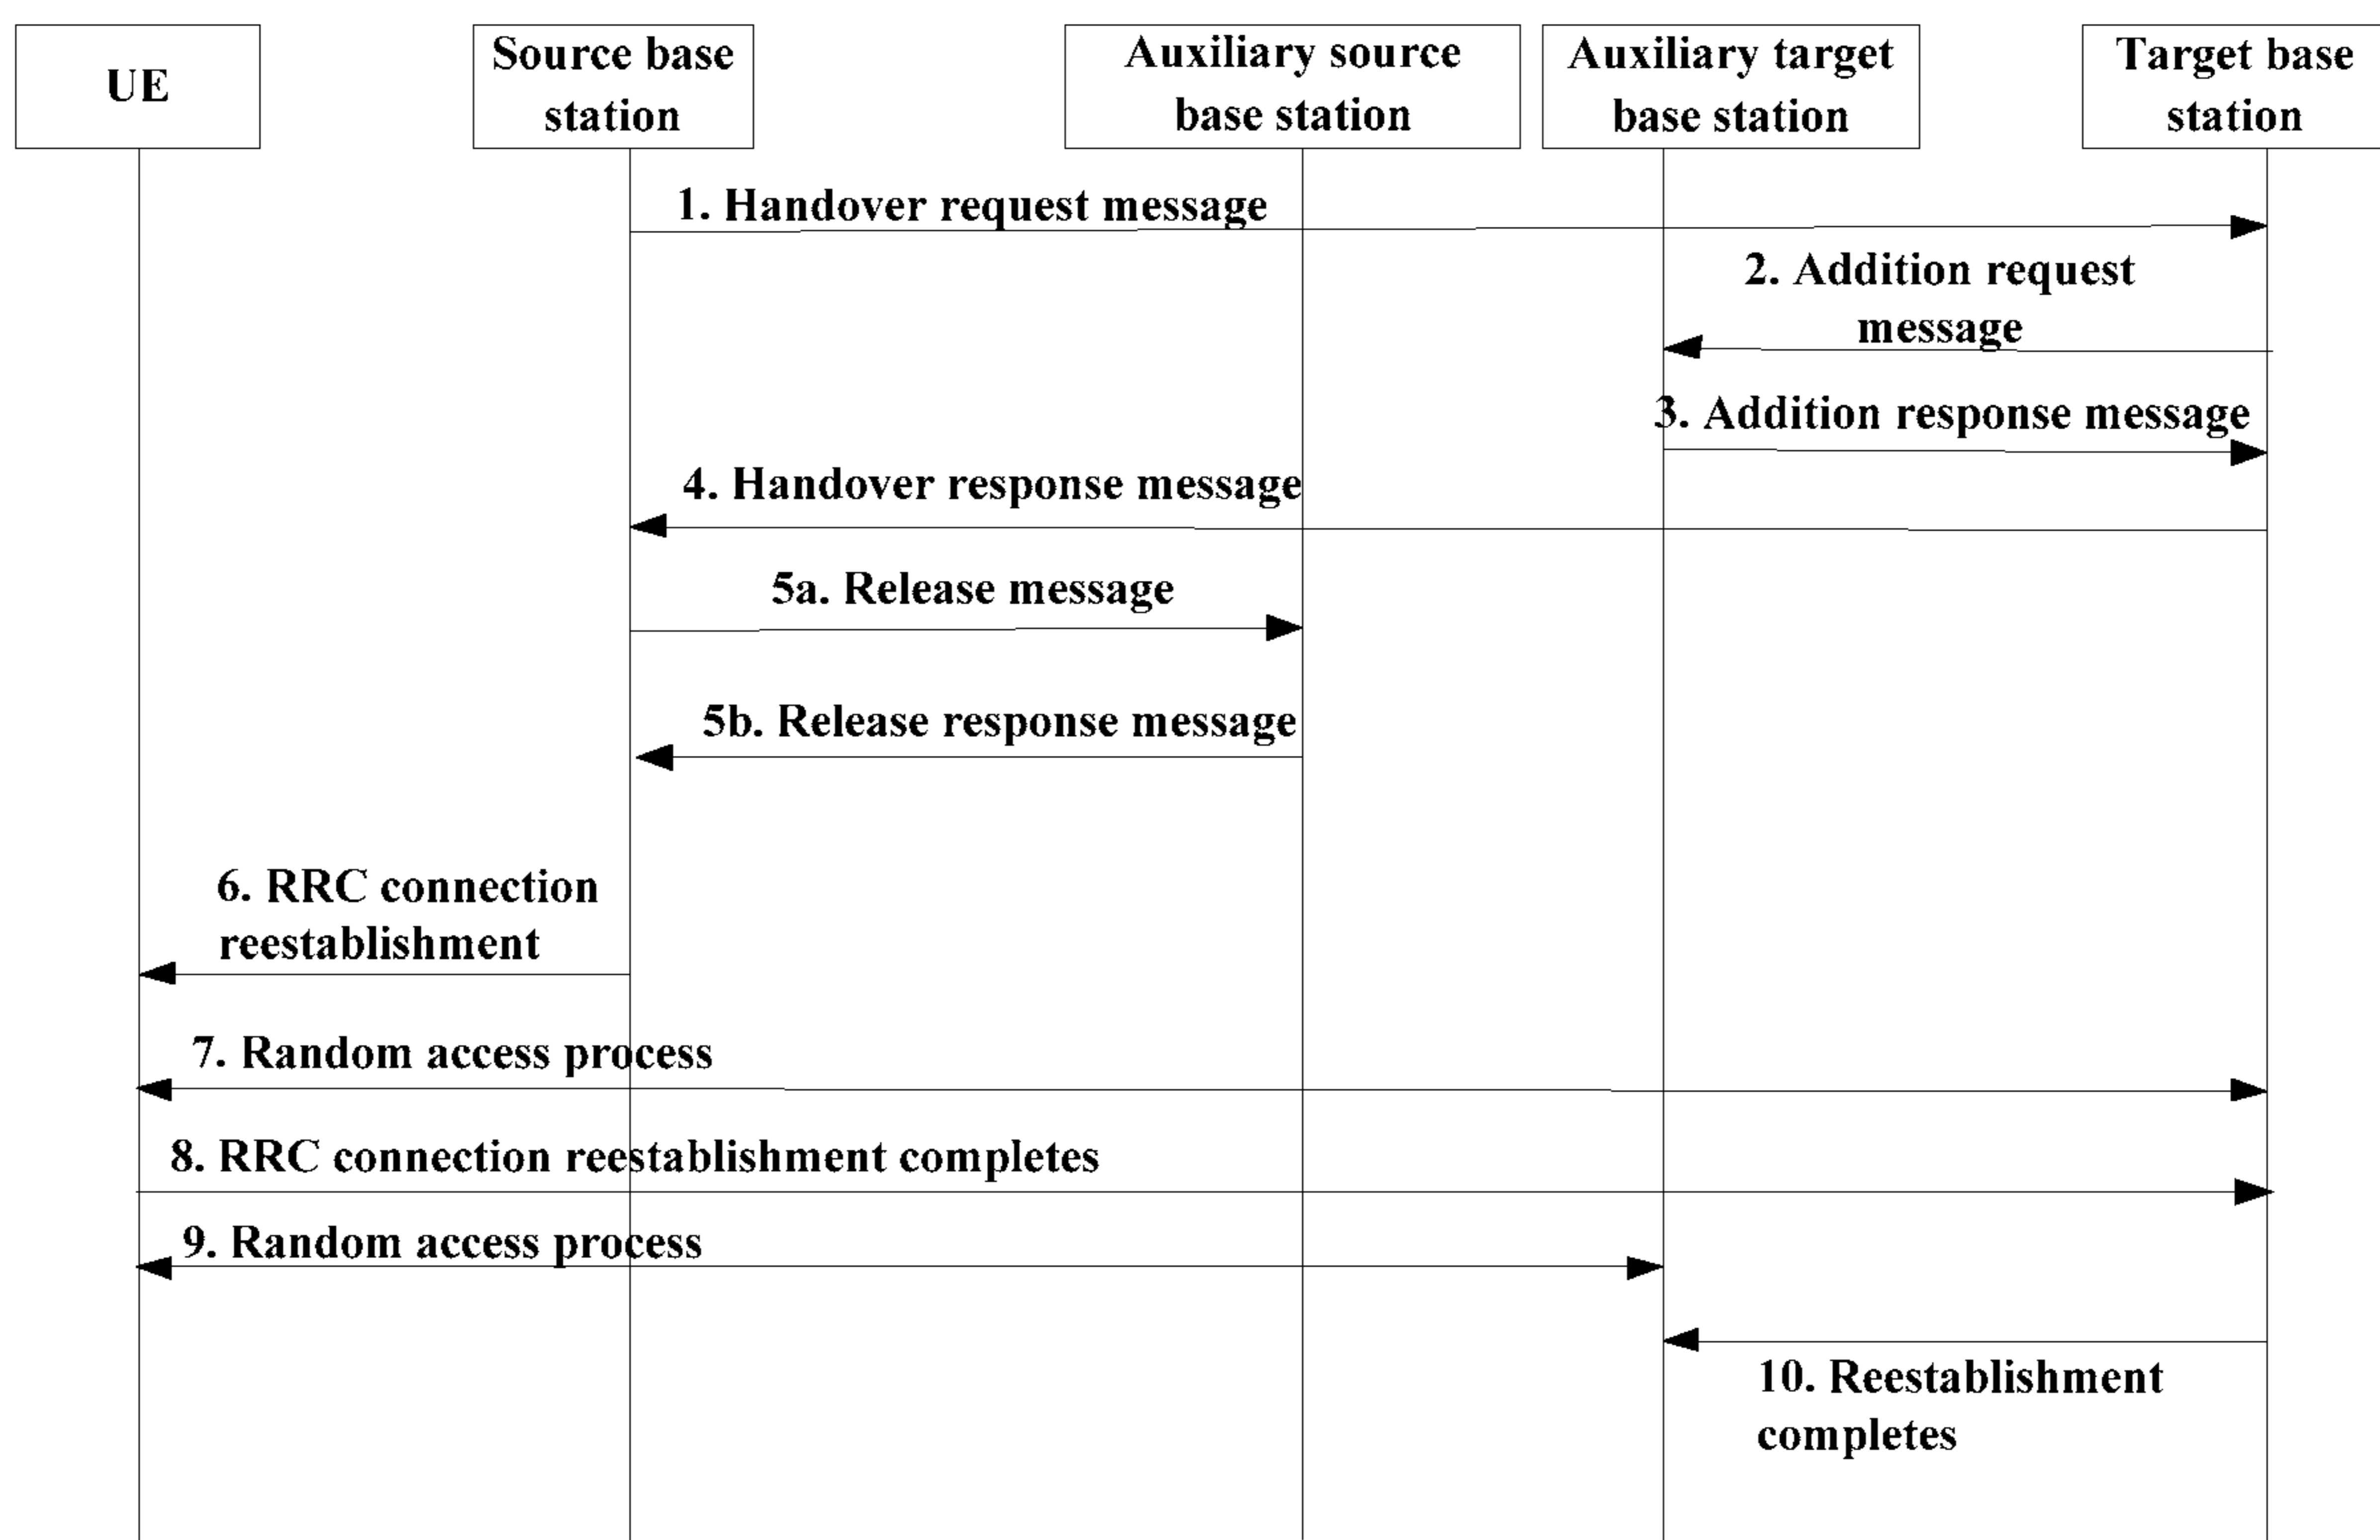 UE
Source base
station
Auxiliary source
base station
Auxiliary target
base station
Target base
station
1. Handover request message
2. Addition request
message
3. Addition response message
4. Handover response message
5a. Release message
5b. Release response message
6. RRC connection
reestablishment
7. Random access process
8. RRC connection reestablishment completes
9. Random access process
10. Reestablishment
completes